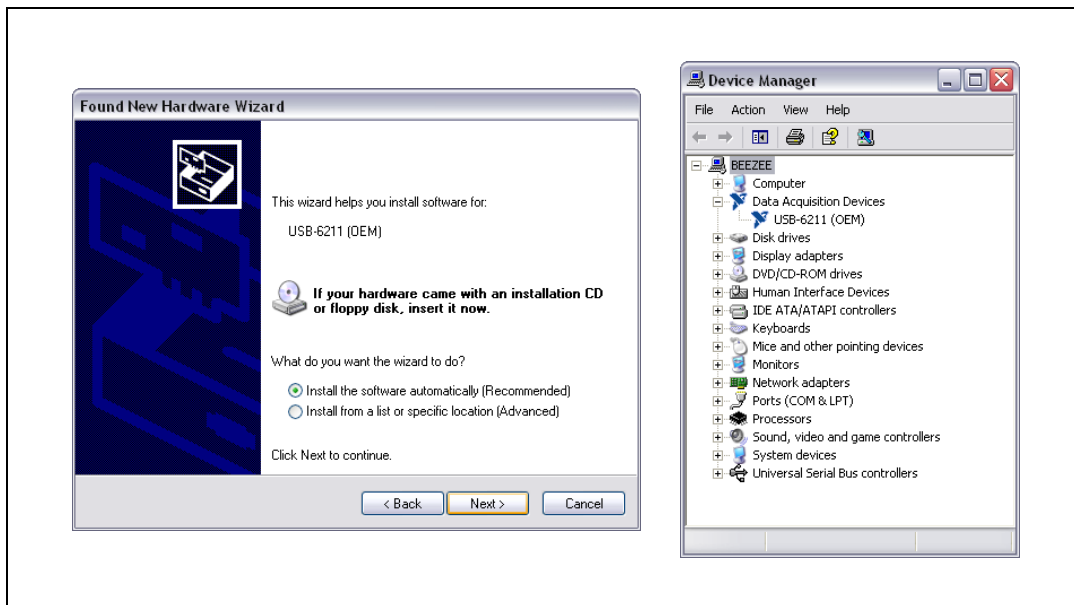 Found New Hardware Wizard
This wizard helps you install software for:
USB-6211 (OEM)
If your hardware came with an installation CD
or floppy disk, insert it now.
What do you want the wizard to do?
Install the software automatically (Recommended)
Install from a list or specific location (Advanced)
Click Next to continue.
< Back
Next >
Cancel
Device Manager
File Action View Help
BEEZEE
Computer
Data Acquisition Devices
USB-6211 (OEM)
Disk drives
Display adapters
DVD/CD-ROM drives
Human Interface Devices
IDE ATA/ATAPI controllers
Keyboards
Mice and other pointing devices
Monitors
Network adapters
Ports (COM & LPT)
Processors
Sound, video and game controllers
System devices
Universal Serial Bus controllers